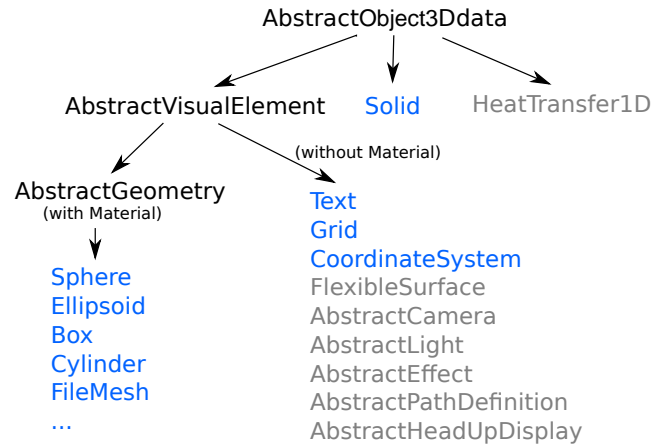 AbstractObject3Ddata
AbstractVisualElement
Solid
HeatTransfer1D
(without Material)
AbstractGeometry
(with Material)
Text
Grid
CoordinateSystem
FlexibleSurface
AbstractCamera
AbstractLight
AbstractEffect
AbstractPathDefinition
AbstractHeadUpDisplay
Sphere
Ellipsoid
Box
Cylinder
FileMesh
...